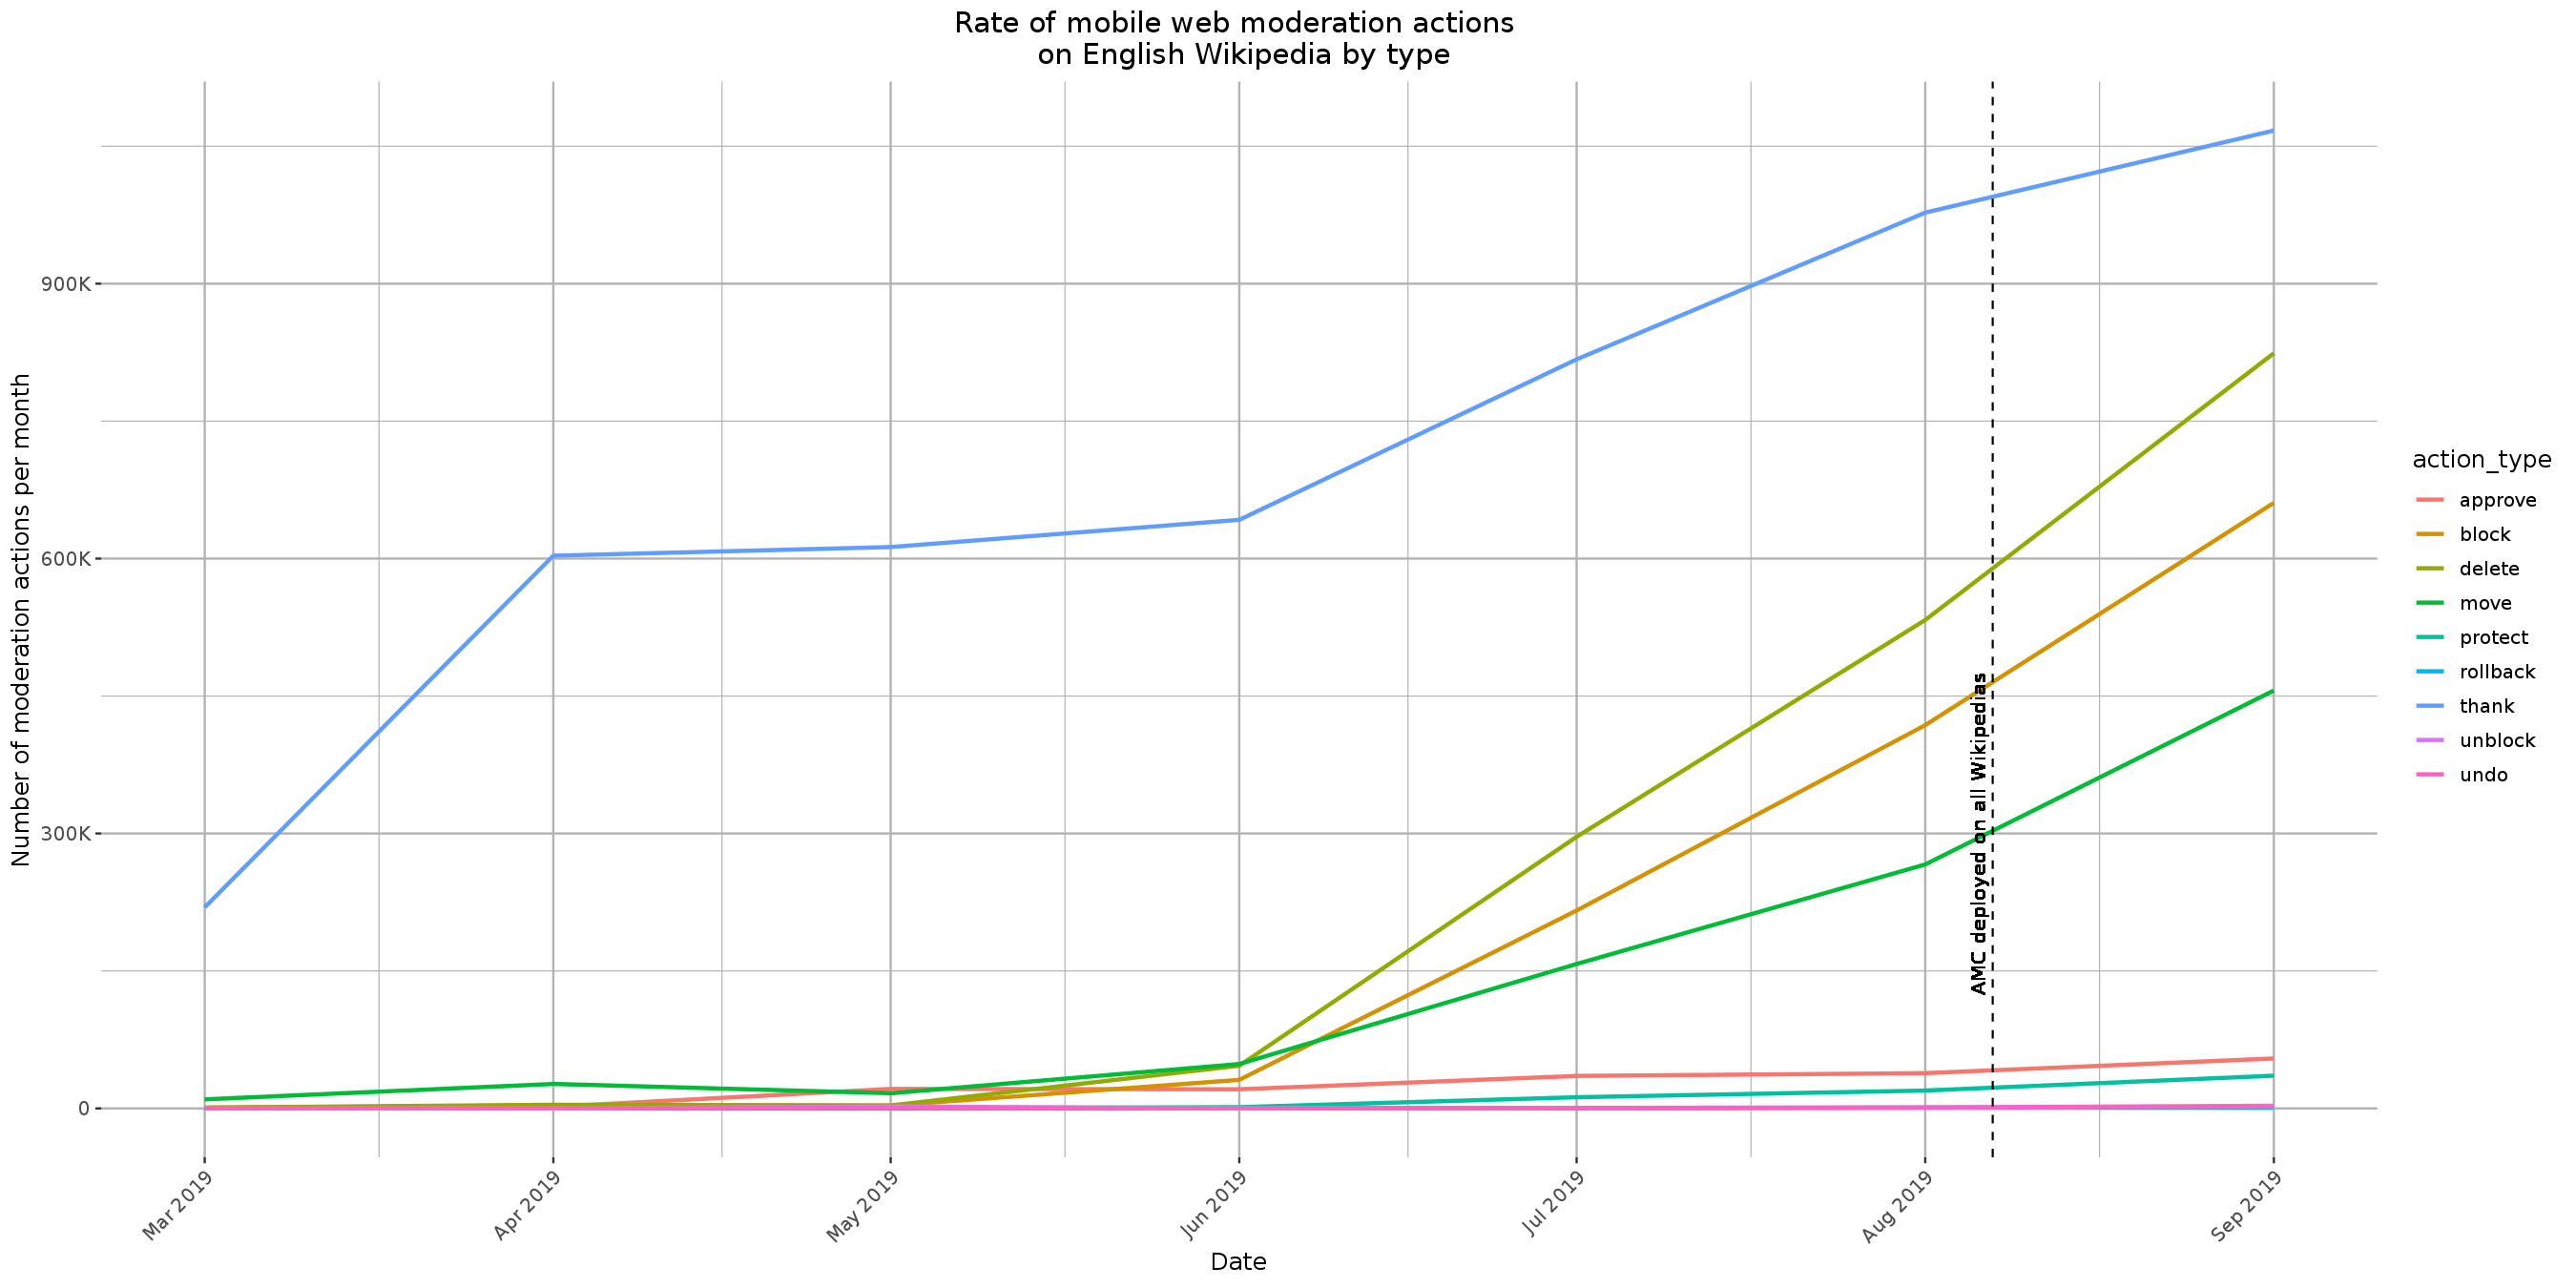 Rate of mobile web moderation actions
on English Wikipedia by type
Number of moderation actions per month
900K
600K
300K
0
AMC deployed on all Wikipedias
Mar 2019
Apr 2019
May 2019
Jun 2019
Jul 2019
Aug 2019
Sep 2019
Date
action_type
approve
block
delete
move
protect
rollback
thank
unblock
undo